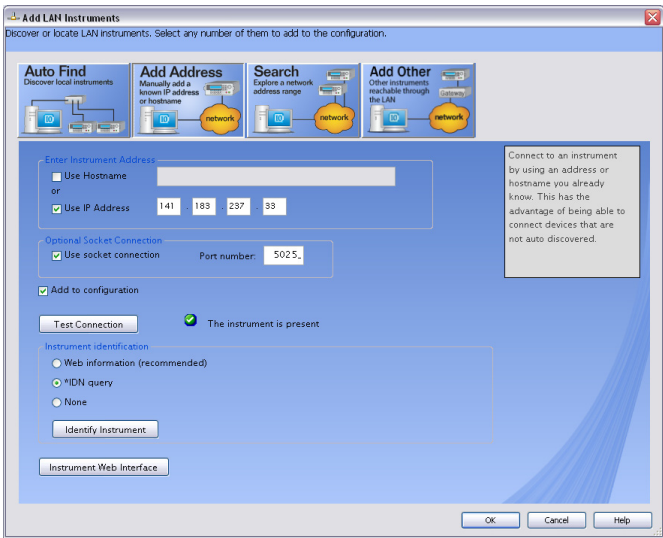 Add LAN Instruments
Discover or locate LAN instruments. Select any number of them to add to the configuration.
Auto Find
Discover local instruments
Add Address
Manually add a
known IP address
or hostname
network
Search
Explore a network
address range
network
Add Other
Other instruments
reachable through
the LAN
Gateway
network
Enter Instrument Address
Use Hostname
or
Use IP Address 141 . 183 . 237 . 33
Connect to an instrument
by using an address or
hostname you already
know. This has the
advantage of being able to
connect devices that are
not auto discovered.
Optional Socket Connection
Use socket connection Port number: 5025_
Add to configuration
Test Connection The instrument is present
Instrument identification
Web information (recommended)
*IDN query
None
Identify Instrument
Instrument Web Interface
OK Cancel Help